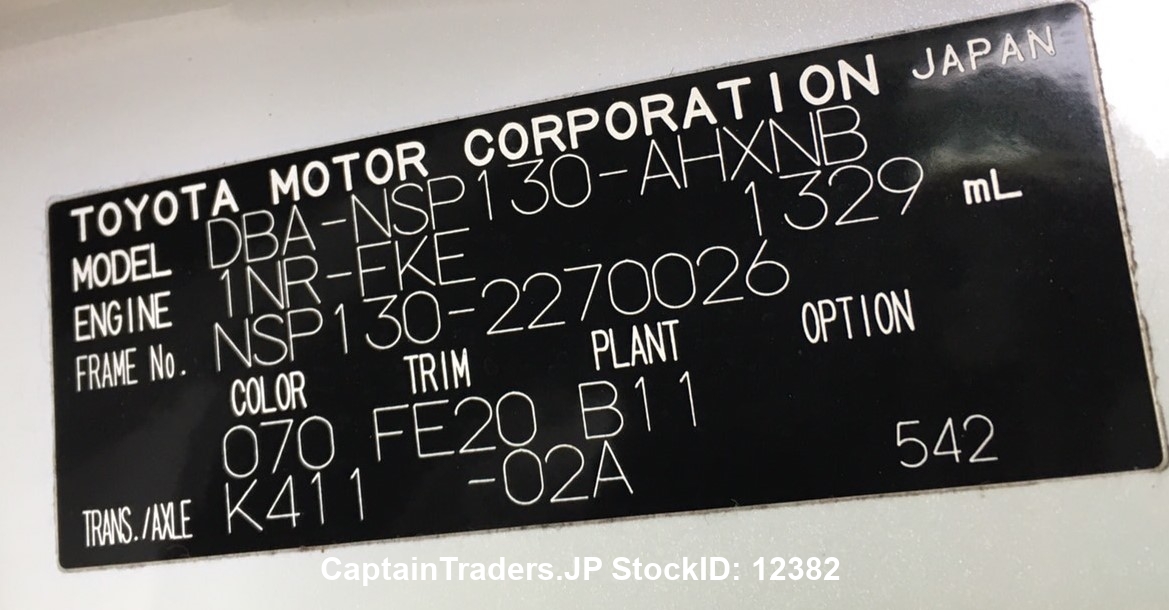 TOYOTA MOTOR CORPORATION JAPAN
MODEL DBA-NSP130-AHXNB
ENGINE 1NR-FKE 1329 mL
FRAME No. NSP130-2270026
COLOR TRIM PLANT OPTION
070 FE20 B11
TRANS./AXLE K411 -02A 542
CaptainTraders.JP StockID: 12382